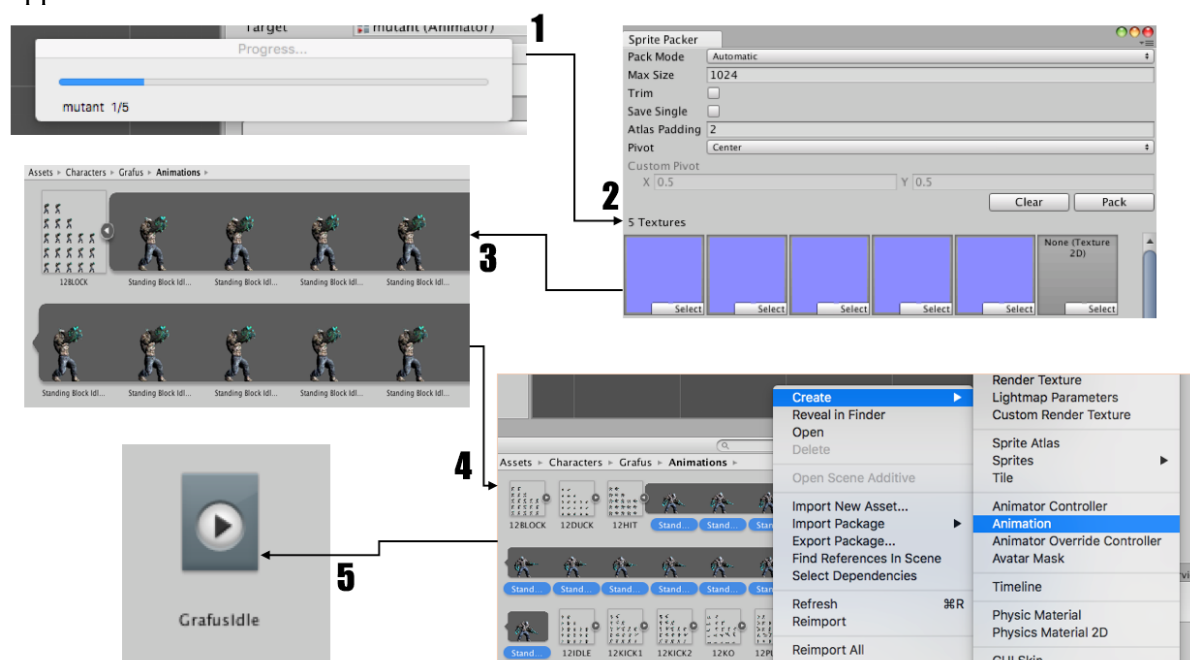 Target mutant (Animator)
Progress...
mutant 1/5
1
Sprite Packer
Pack Mode Automatic
Max Size 1024
Trim
Save Single
Atlas Padding 2
Pivot Center
Custom Pivot
X 0.5 Y 0.5
Clear Pack
2
5 Textures
None (Texture
2D)
Select Select Select Select Select Select
Assets ▸ Characters ▸ Grafus ▸ Animations ▸
12BLOCK Standing Block Idl... Standing Block Idl... Standing Block Idl... Standing Block Idl...
Standing Block Idl... Standing Block Idl... Standing Block Idl... Standing Block Idl... Standing Block Idl...
3
4
Assets ▸ Characters ▸ Grafus ▸ Animations ▸
12BLOCK 12DUCK 12HIT Stand... Stand... Stan
Stand... Stand... Stand... Stand... Stand... Stan
Stand... 12IDLE 12KICK1 12KICK2 12KO 12PU
Create
Reveal in Finder
Open
Delete
Open Scene Additive
Import New Asset...
Import Package
Export Package...
Find References In Scene
Select Dependencies
Refresh ⌘R
Reimport
Reimport All
Render Texture
Lightmap Parameters
Custom Render Texture
Sprite Atlas
Sprites
Tile
Animator Controller
Animation
Animator Override Controller
Avatar Mask
Timeline
Physic Material
Physics Material 2D
GUI Skin
5
GrafusIdle